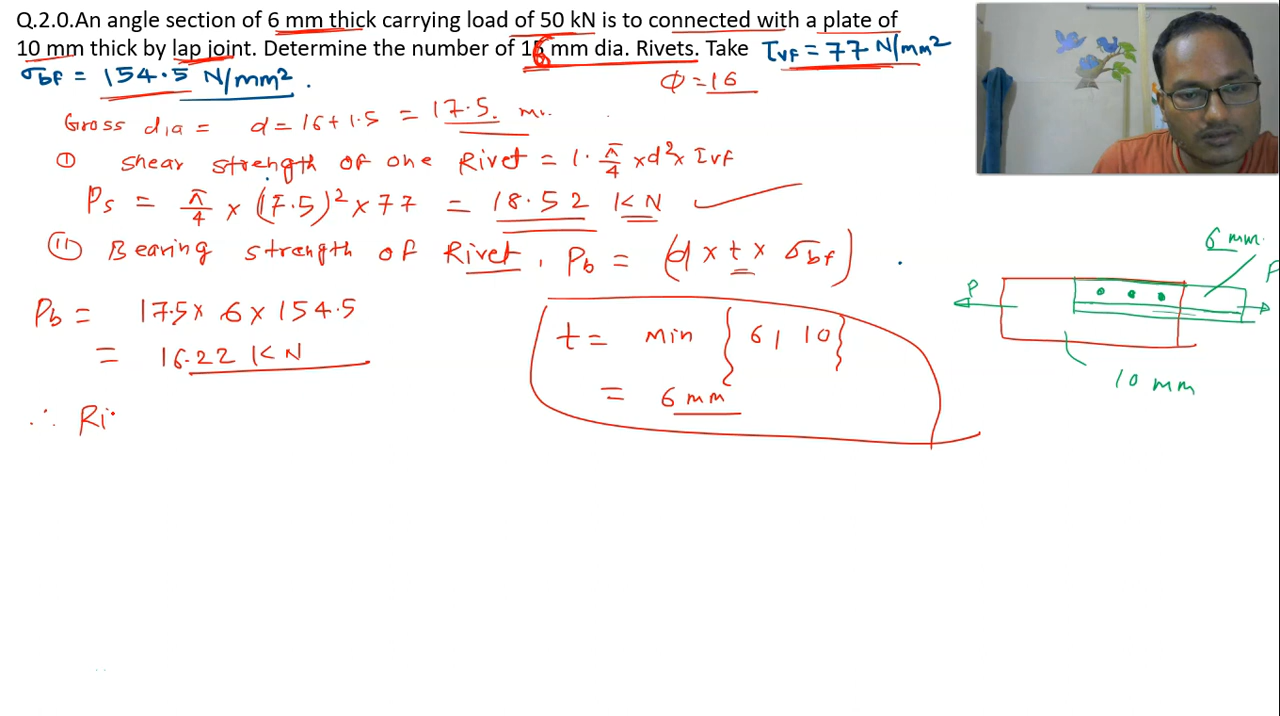 Q.2.0.An angle section of 6 mm thick carrying load of 50 kN is to connected with a plate of
10 mm thick by lap joint. Determine the number of 16 mm dia. Rivets. Take τvf = 77 N/mm²
σbf = 154.5 N/mm².
Φ = 16
Gross dia = d = 16 + 1.5 = 17.5. mm
① Shear strength of one Rivet = 1. π/4 × d² × τvf
Ps = π/4 × (17.5)² × 77 = 18.52 KN
② Bearing strength of Rivet, Pb = (d × t × σbf).
Pb = 17.5 × 6 × 154.5
= 16.22 KN
∴ Ri
t = min {6, 10}
= 6 mm
6 mm.
P
P
10 mm